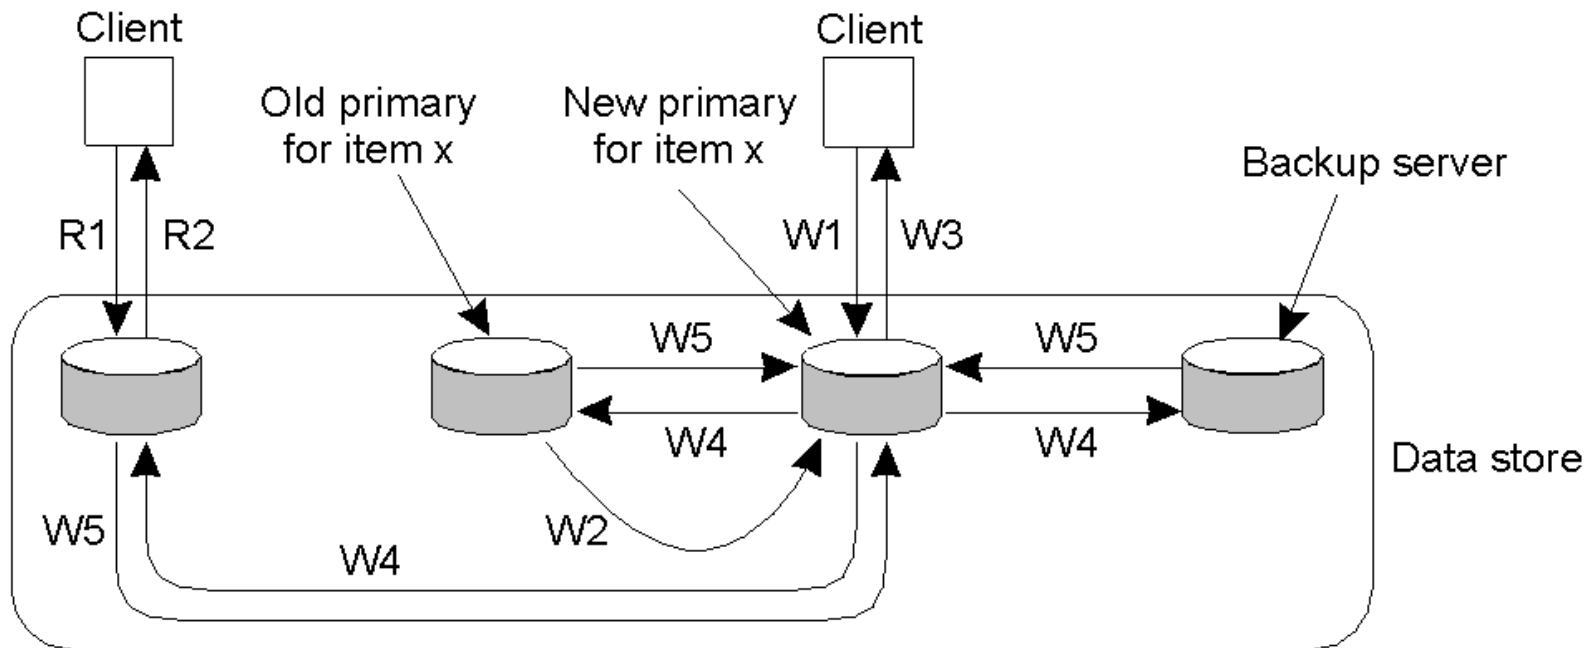 Client
Client
Old primary
for item x
New primary
for item x
Backup server
R1
R2
W1
W3
W5
W5
W4
W4
Data store
W5
W2
W4